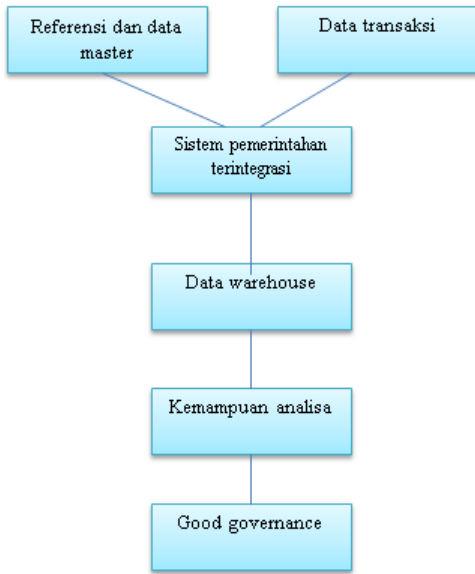 Referensi dan data
master
Data transaksi
Sistem pemerintahan
terintegrasi
Data warehouse
Kemampuan analisa
Good governance